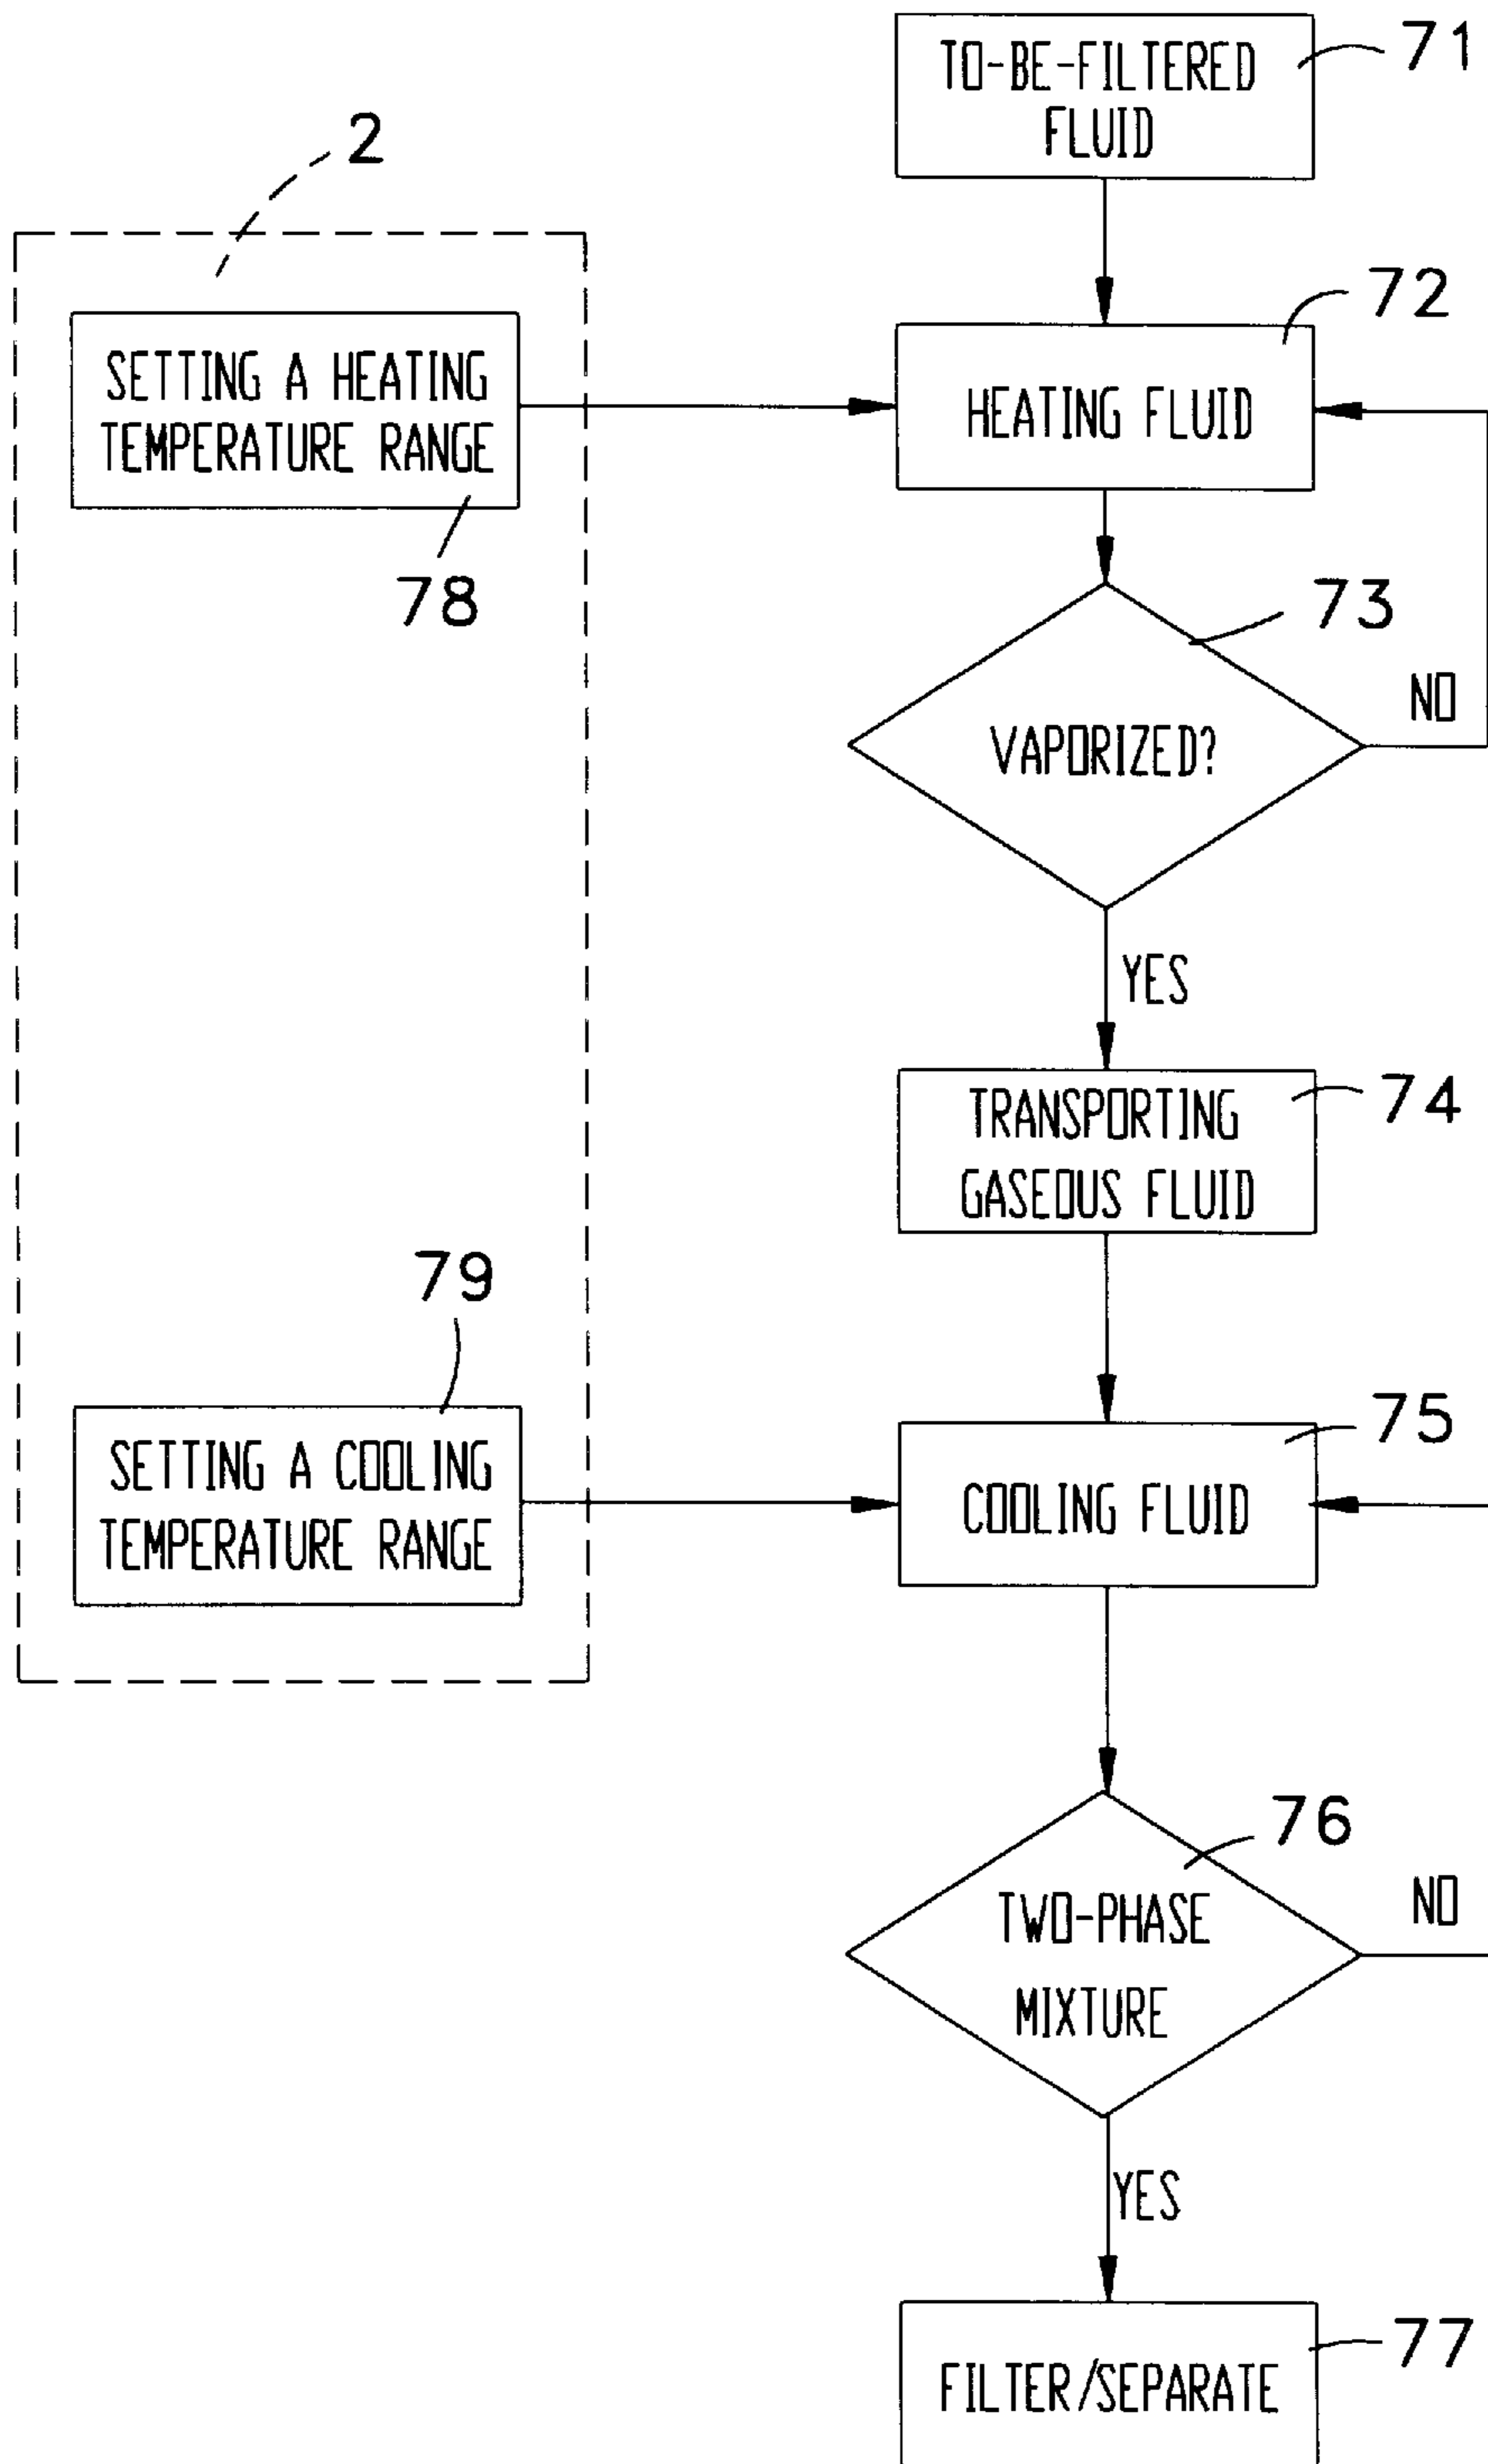 TO-BE-FILTERED
FLUID
71
2
72
SETTING A HEATING
TEMPERATURE RANGE
HEATING FLUID
78
73
NO
VAPORIZED?
YES
74
TRANSPORTING
GASEOUS FLUID
79
75
SETTING A COOLING
TEMPERATURE RANGE
COOLING FLUID
76
NO
TWO-PHASE
MIXTURE
YES
77
FILTER/SEPARATE